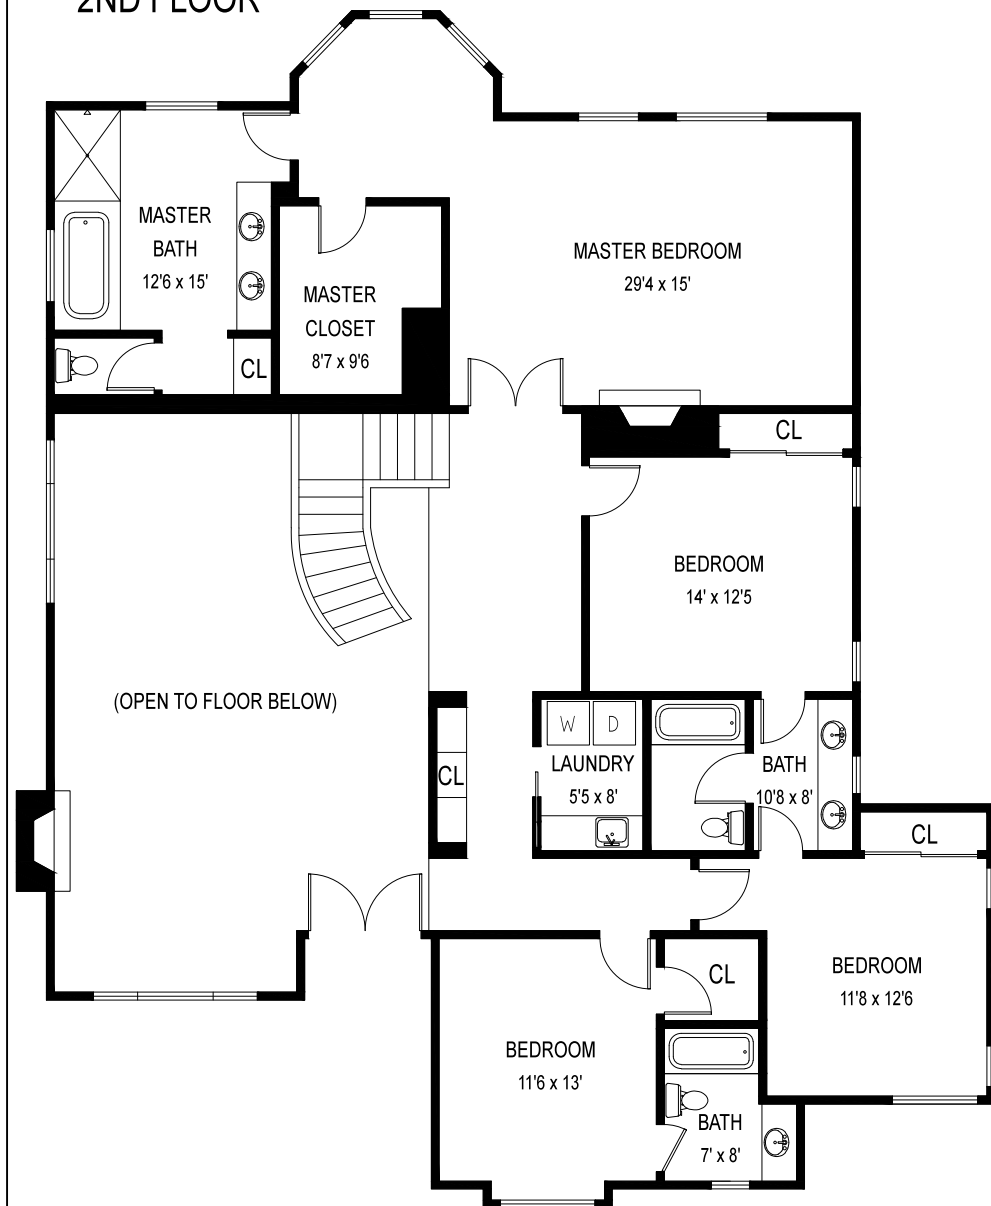 2ND FLOOR
MASTER
BATH
12'6 x 15'
MASTER
CLOSET
8'7 x 9'6
MASTER BEDROOM
29'4 x 15'
CL
CL
BEDROOM
14' x 12'5
(OPEN TO FLOOR BELOW)
CL
W
D
LAUNDRY
5'5 x 8'
BATH
10'8 x 8'
CL
CL
BEDROOM
11'8 x 12'6
BEDROOM
11'6 x 13'
BATH
7' x 8'